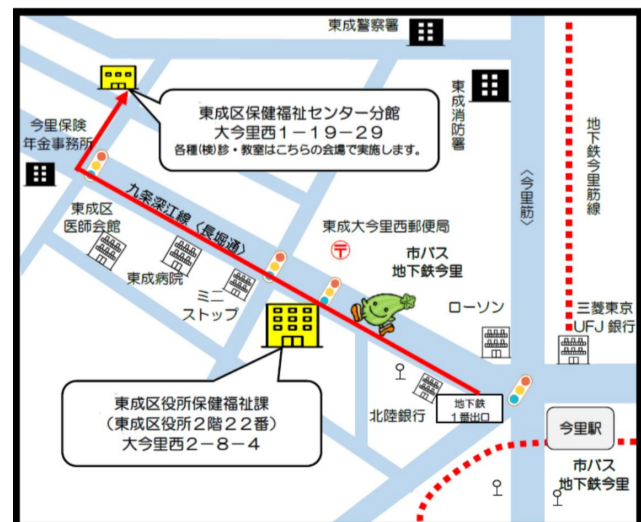 東成警察署
東成区保健福祉センター分館
大今里西1-19-29
各種(検)診・教室はこちらの会場で実施します。
東成消防署
地下鉄今里筋線
〈今里筋〉
今里保険
年金事務所
九条深江線〈長堀通〉
東成区
医師会館
東成病院
ミニ
ストップ
東成大今里西郵便局
〒
市バス
地下鉄今里
ローソン
三菱東京
UFJ銀行
北陸銀行
地下鉄
1番出口
東成区役所保健福祉課
(東成区役所2階22番)
大今里西2-8-4
今里駅
市バス
地下鉄今里